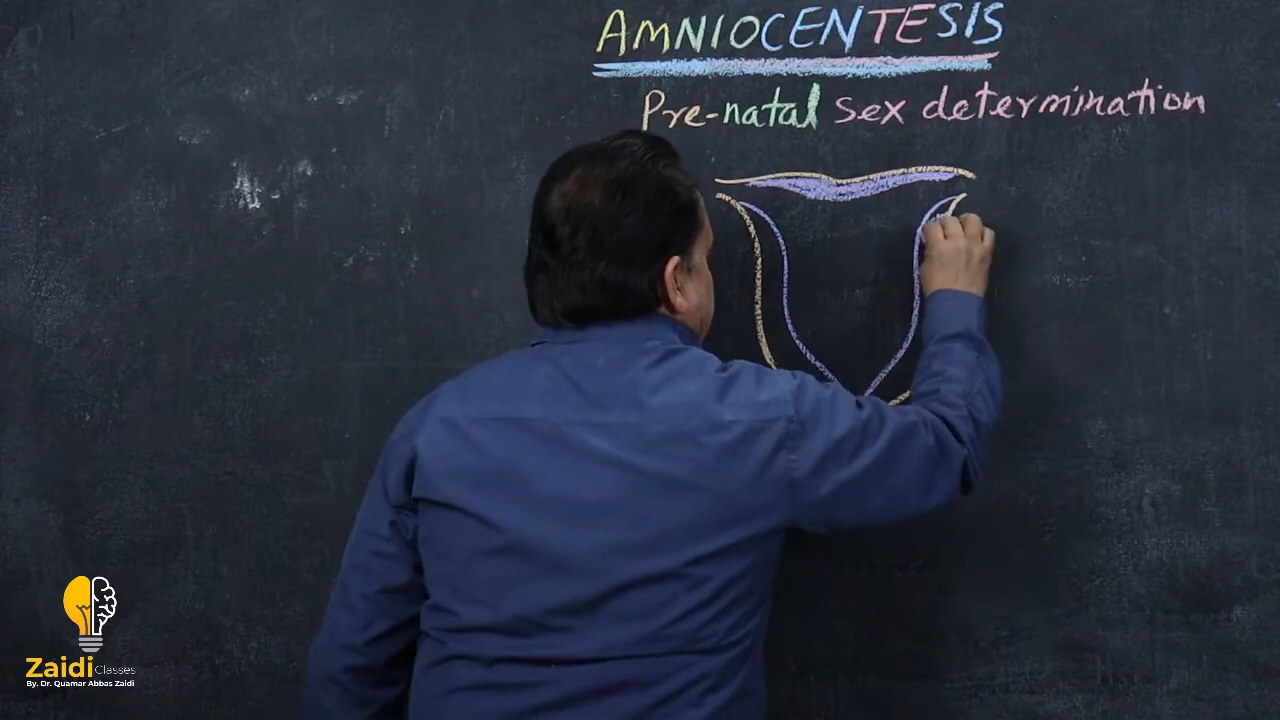 AMNIOCENTESIS
Pre-natal sex determination
Zaidi Classes
By. Dr. Quamar Abbas Zaidi